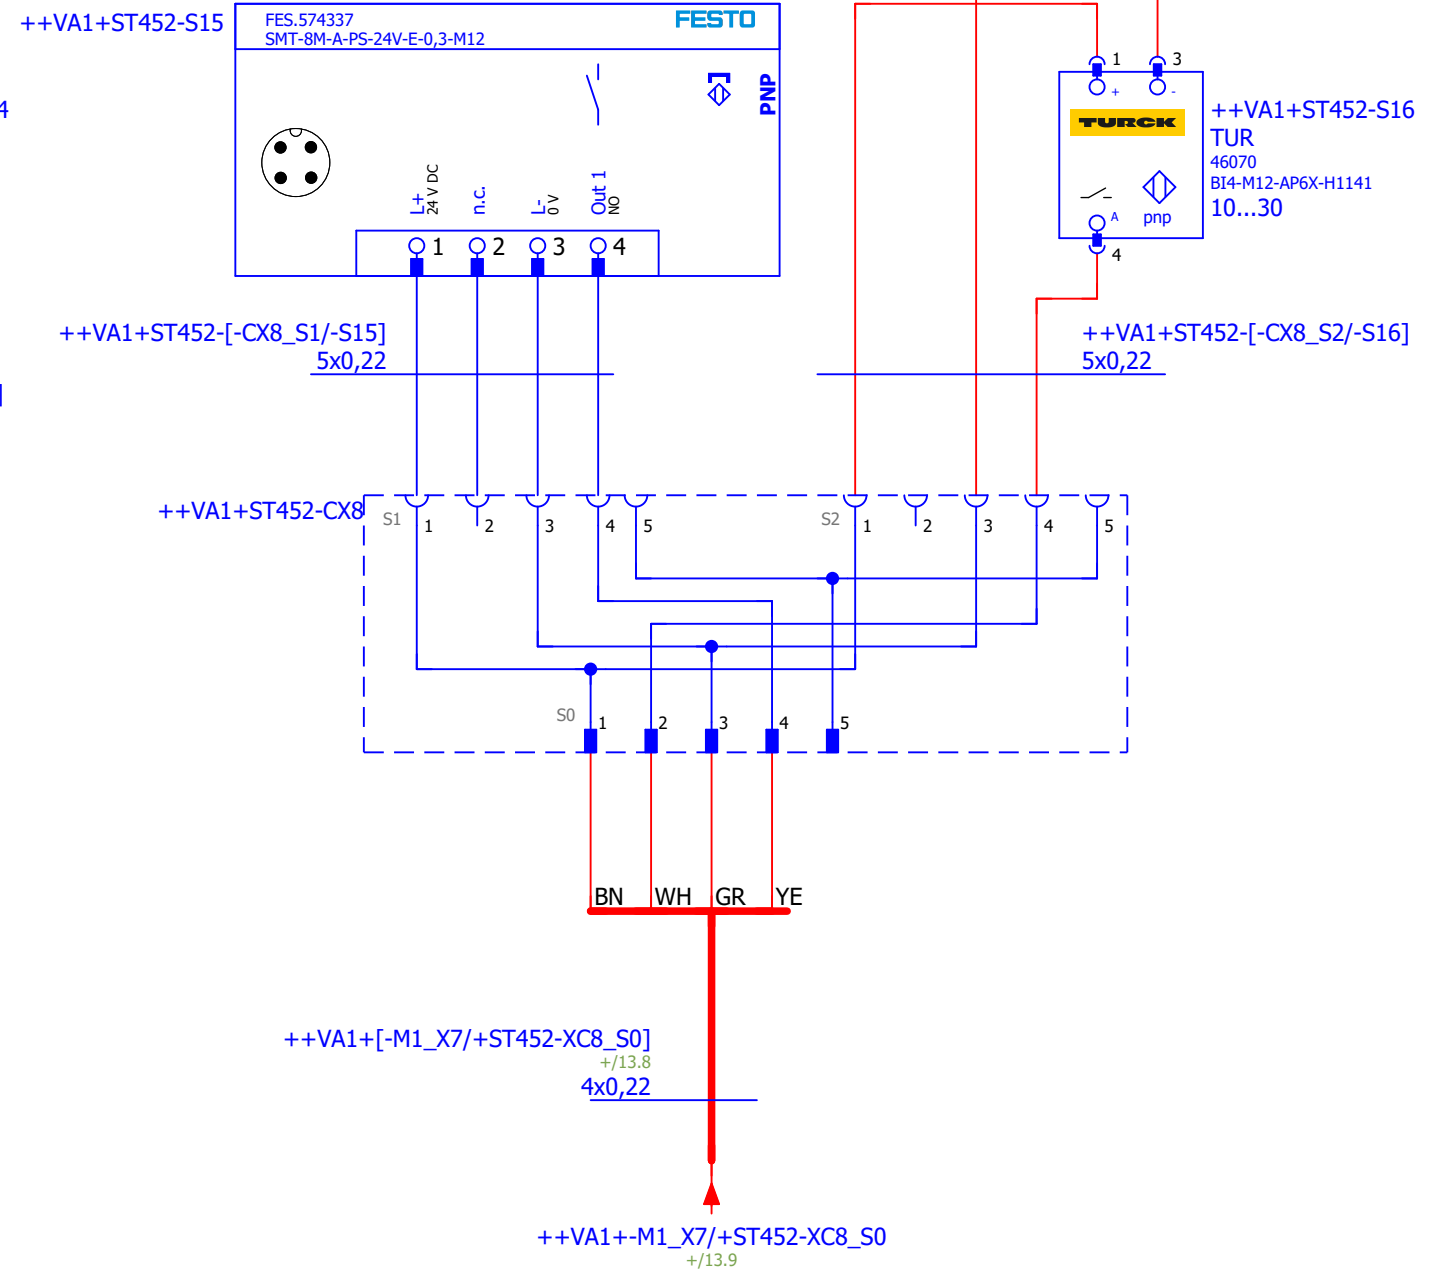 ++VA1+ST452-S15
FES.574337
SMT-8M-A-PS-24V-E-0,3-M12
FESTO
PNP
L+
24 V DC
n.c.
L-
0 V
Out 1
NO
1
2
3
4
4
]
1
3
+
-
TURCK
A
pnp
4
++VA1+ST452-S16
TUR
46070
BI4-M12-AP6X-H1141
10...30
++VA1+ST452-[-CX8_S1/-S15]
5x0,22
++VA1+ST452-[-CX8_S2/-S16]
5x0,22
++VA1+ST452-CX8
S1
1
2
3
4
5
S2
1
2
3
4
5
S0
1
2
3
4
5
BN
WH
GR
YE
++VA1+[-M1_X7/+ST452-XC8_S0]
+/13.8
4x0,22
++VA1+-M1_X7/+ST452-XC8_S0
+/13.9